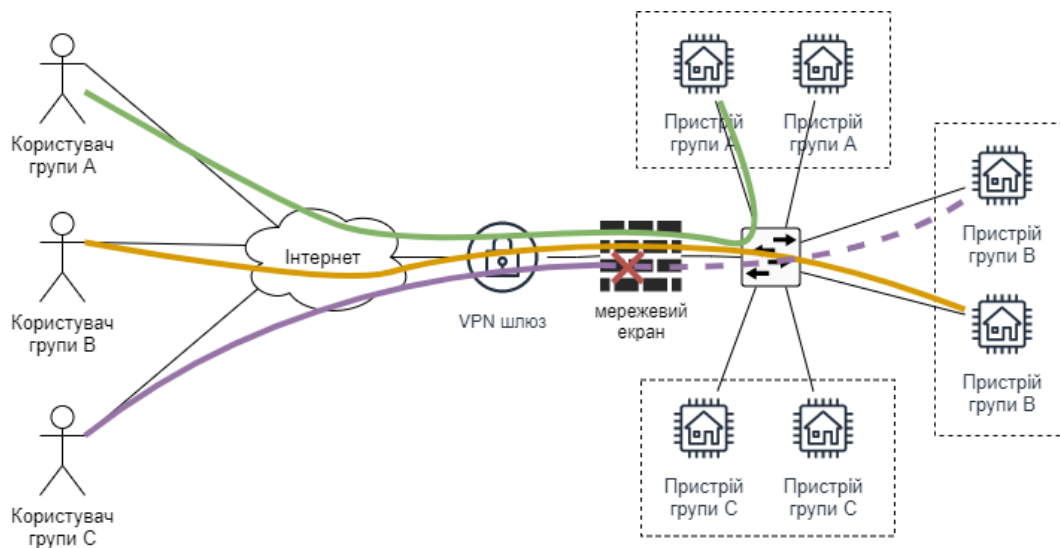 Користувач
групи А
Користувач
групи B
Користувач
групи C
Інтернет
VPN шлюз
мережевий
екран
Пристрій
групи А
Пристрій
групи А
Пристрій
групи B
Пристрій
групи B
Пристрій
групи C
Пристрій
групи C